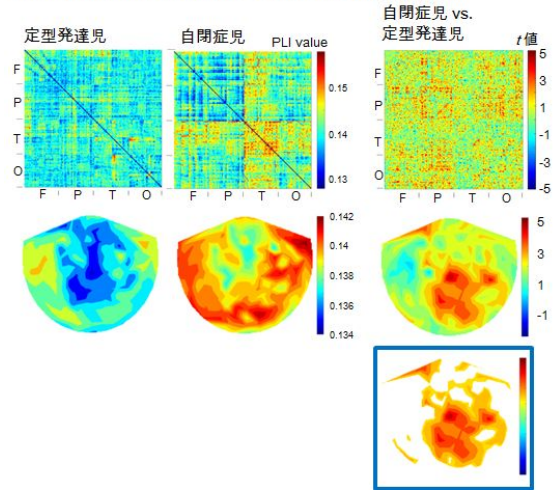 定型発達児
自閉症児
PLI value
自閉症児 vs.
定型発達児
t 値
F
P
T
O
F P T O
0.15
0.14
0.13
F P T O
F
P
T
O
F P T O
5
3
1
-1
-3
-5
0.142
0.140
0.138
0.136
0.134
5
3
1
-1